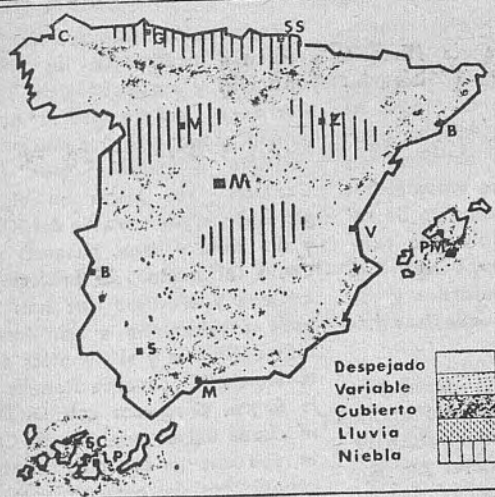 C
G
SS
V
Z
B
M
V
PM
B
S
M
SC
LP
Despejado
Variable
Cubierto
Lluvia
Niebla